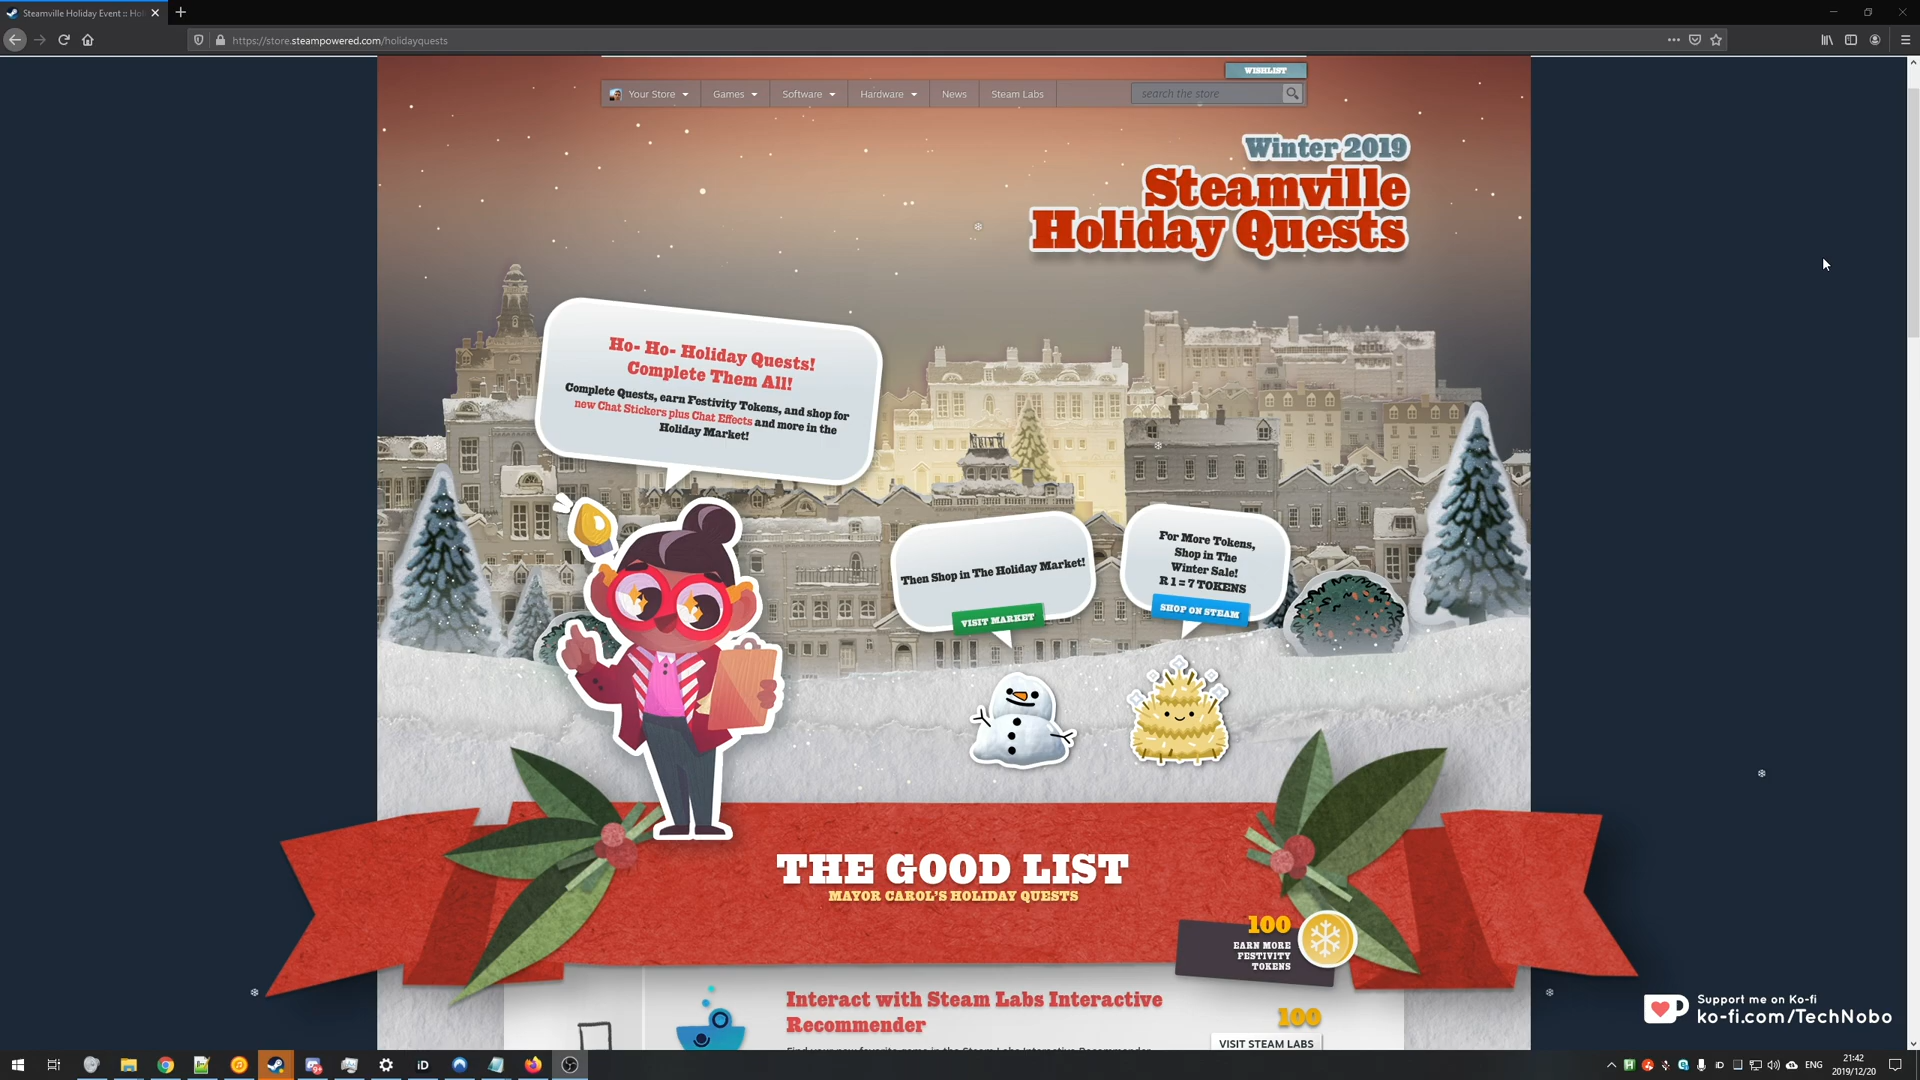 Steamville Holiday Event :: Hol
https://store.steampowered.com/holidayquests
WISHLIST
Your Store Games Software Hardware News Steam Labs search the store
Winter 2019
Steamville
Holiday Quests
Ho- Ho- Holiday Quests!
Complete Them All!
Complete Quests, earn Festivity Tokens, and shop for
new Chat Stickers plus Chat Effects and more in the
Holiday Market!
Then Shop in The Holiday Market!
VISIT MARKET
For More Tokens,
Shop in The
Winter Sale!
R 1 = 7 TOKENS
SHOP ON STEAM
THE GOOD LIST
MAYOR CAROL'S HOLIDAY QUESTS
100
EARN MORE
FESTIVITY
TOKENS
Interact with Steam Labs Interactive
Recommender
100
VISIT STEAM LABS
Support me on Ko-fi
ko-fi.com/TechNobo
iD
iD
ENG
21:42
2019/12/20